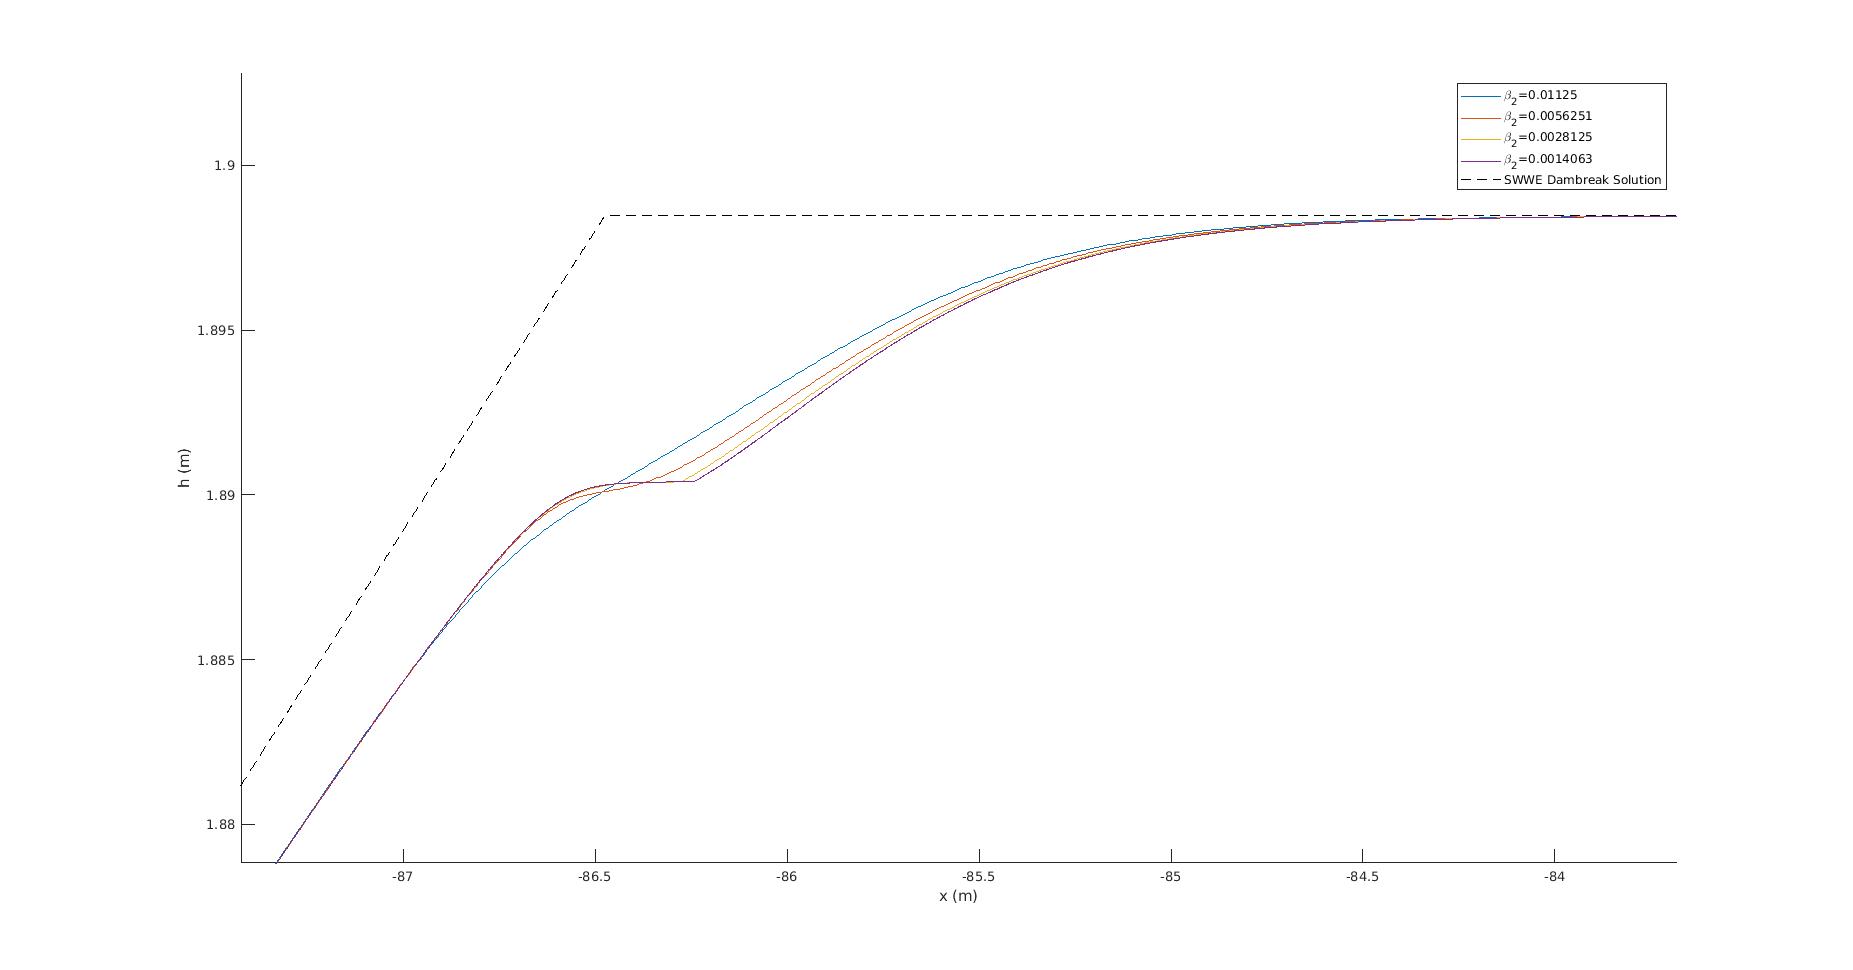 β2=0.01125
β2=0.0056251
β2=0.0028125
β2=0.0014063
SWWE Dambreak Solution
1.9
1.895
1.89
1.885
1.88
h (m)
-87
-86.5
-86
-85.5
-85
-84.5
-84
x (m)